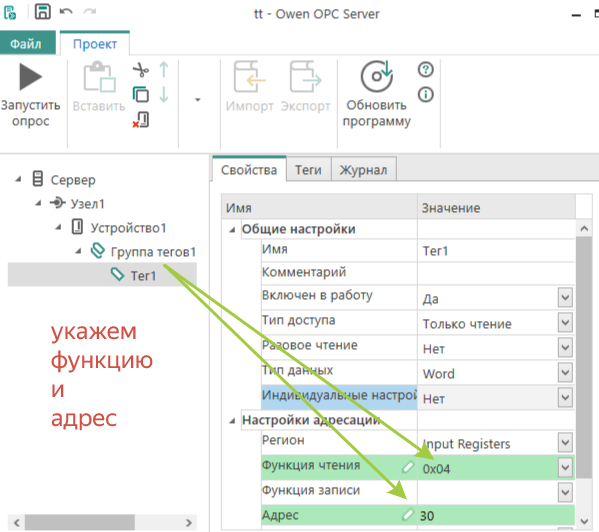 tt - Owen OPC Server
Файл Проект
Запустить опрос
Вставить
Импорт Экспорт
Обновить программу
Свойства Теги Журнал
Сервер
Узел1
Устройство1
Группа тегов1
Тег1
укажем
функцию
и
адрес
Имя Значение
Общие настройки
Имя Тег1
Комментарий
Включен в работу Да
Тип доступа Только чтение
Разовое чтение Нет
Тип данных Word
Индивидуальные настрой Нет
Настройки адресации
Регион Input Registers
Функция чтения 0x04
Функция записи
Адрес 30